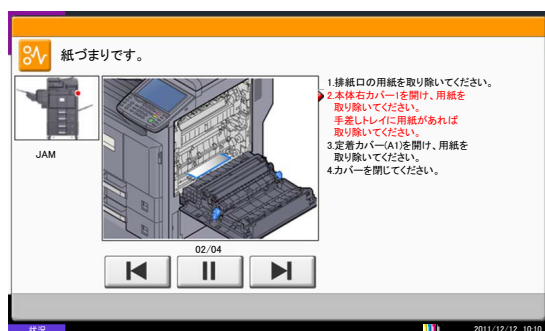 紙づまりです。
JAM
1.排紙口の用紙を取り除いてください。
2.本体右カバー1を開け、用紙を
取り除いてください。
手差しトレイに用紙があれば
取り除いてください。
3.定着カバー(A1)を開け、用紙を
取り除いてください。
4.カバーを閉じてください。
02/04
状況
2011/12/12 10:10